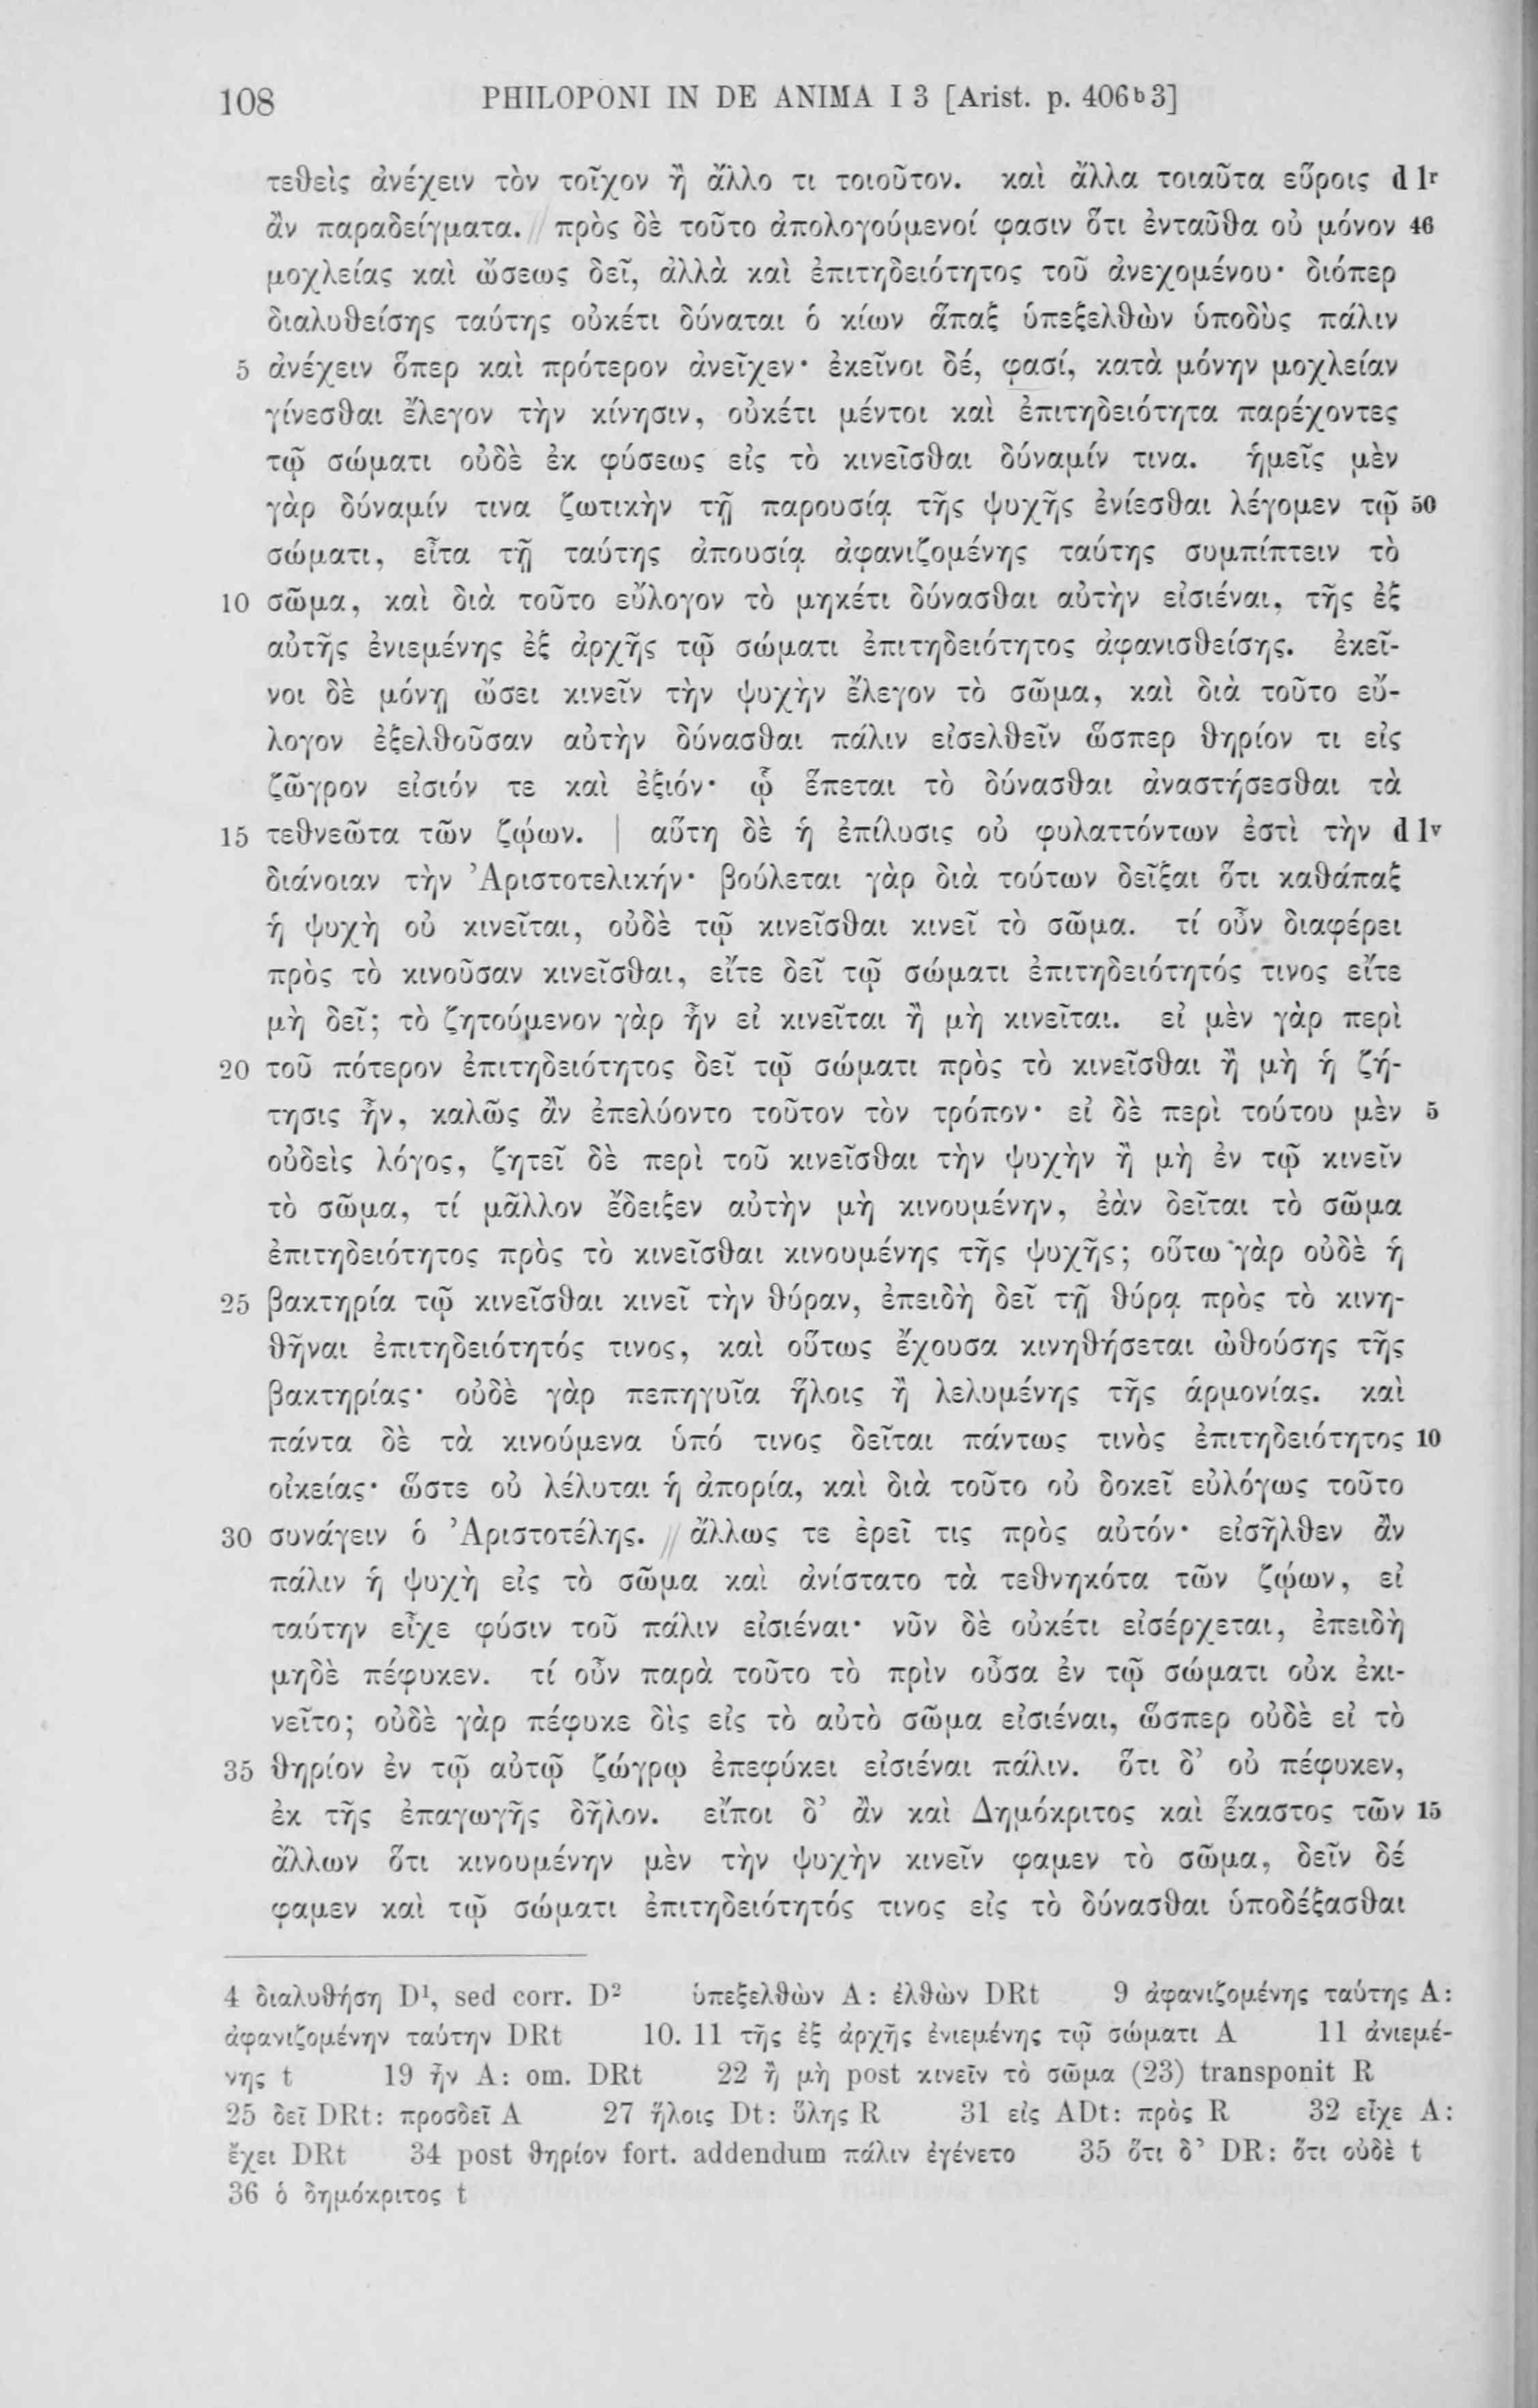 108 PHILOPONI IN DE ANIMA I 3 [Arist. p. 406ᵇ3]
τεθεὶς ἀνέχειν τὸν τοῖχον ἢ ἄλλο τι τοιοῦτον. καὶ ἄλλα τοιαῦτα εὕροις d 1ʳ
ἂν παραδείγματα. // πρὸς δὲ τοῦτο ἀπολογούμενοί φασιν ὅτι ἐνταῦθα οὐ μόνον 46
μοχλείας καὶ ὤσεως δεῖ, ἀλλὰ καὶ ἐπιτηδειότητος τοῦ ἀνεχομένου· διόπερ
διαλυθείσης ταύτης οὐκέτι δύναται ὁ κίων ἅπαξ ὑπεξελθὼν ὑποδὺς πάλιν
5 ἀνέχειν ὅπερ καὶ πρότερον ἀνεῖχεν· ἐκεῖνοι δέ, φασί, κατὰ μόνην μοχλείαν
γίνεσθαι ἔλεγον τὴν κίνησιν, οὐκέτι μέντοι καὶ ἐπιτηδειότητα παρέχοντες
τῷ σώματι οὐδὲ ἐκ φύσεως εἰς τὸ κινεῖσθαι δύναμίν τινα. ἡμεῖς μὲν
γὰρ δύναμίν τινα ζωτικὴν τῇ παρουσίᾳ τῆς ψυχῆς ἐνίεσθαι λέγομεν τῷ 50
σώματι, εἶτα τῇ ταύτης ἀπουσίᾳ ἀφανιζομένης ταύτης συμπίπτειν τὸ
10 σῶμα, καὶ διὰ τοῦτο εὔλογον τὸ μηκέτι δύνασθαι αὐτὴν εἰσιέναι, τῆς ἐξ
αὐτῆς ἐνιεμένης ἐξ ἀρχῆς τῷ σώματι ἐπιτηδειότητος ἀφανισθείσης. ἐκεῖ-
νοι δὲ μόνῃ ὤσει κινεῖν τὴν ψυχὴν ἔλεγον τὸ σῶμα, καὶ διὰ τοῦτο εὔ-
λογον ἐξελθοῦσαν αὐτὴν δύνασθαι πάλιν εἰσελθεῖν ὥσπερ θηρίον τι εἰς
ζῶγρον εἰσιόν τε καὶ ἐξιόν· ᾧ ἕπεται τὸ δύνασθαι ἀναστήσεσθαι τὰ
15 τεθνεῶτα τῶν ζῴων. | αὕτη δὲ ἡ ἐπίλυσις οὐ φυλαττόντων ἐστὶ τὴν d 1ᵛ
διάνοιαν τὴν Ἀριστοτελικήν· βούλεται γὰρ διὰ τούτων δεῖξαι ὅτι καθάπαξ
ἡ ψυχὴ οὐ κινεῖται, οὐδὲ τῷ κινεῖσθαι κινεῖ τὸ σῶμα. τί οὖν διαφέρει
πρὸς τὸ κινοῦσαν κινεῖσθαι, εἴτε δεῖ τῷ σώματι ἐπιτηδειότητός τινος εἴτε
μὴ δεῖ; τὸ ζητούμενον γὰρ ἦν εἰ κινεῖται ἢ μὴ κινεῖται. εἰ μὲν γὰρ περὶ
20 τοῦ πότερον ἐπιτηδειότητος δεῖ τῷ σώματι πρὸς τὸ κινεῖσθαι ἢ μὴ ἡ ζή-
τησις ἦν, καλῶς ἂν ἐπελύοντο τοῦτον τὸν τρόπον· εἰ δὲ περὶ τούτου μὲν 5
οὐδεὶς λόγος, ζητεῖ δὲ περὶ τοῦ κινεῖσθαι τὴν ψυχὴν ἢ μὴ ἐν τῷ κινεῖν
τὸ σῶμα, τί μᾶλλον ἔδειξεν αὐτὴν μὴ κινουμένην, ἐὰν δεῖται τὸ σῶμα
ἐπιτηδειότητος πρὸς τὸ κινεῖσθαι κινουμένης τῆς ψυχῆς; οὕτω γὰρ οὐδὲ ἡ
25 βακτηρία τῷ κινεῖσθαι κινεῖ τὴν θύραν, ἐπειδὴ δεῖ τῇ θύρᾳ πρὸς τὸ κινη-
θῆναι ἐπιτηδειότητός τινος, καὶ οὕτως ἔχουσα κινηθήσεται ὠθούσης τῆς
βακτηρίας· οὐδὲ γὰρ πεπηγυῖα ἥλοις ἢ λελυμένης τῆς ἁρμονίας. καὶ
πάντα δὲ τὰ κινούμενα ὑπό τινος δεῖται πάντως τινὸς ἐπιτηδειότητος 10
οἰκείας· ὥστε οὐ λέλυται ἡ ἀπορία, καὶ διὰ τοῦτο οὐ δοκεῖ εὐλόγως τοῦτο
30 συνάγειν ὁ Ἀριστοτέλης. // ἄλλως τε ἐρεῖ τις πρὸς αὐτόν· εἰσῆλθεν ἂν
πάλιν ἡ ψυχὴ εἰς τὸ σῶμα καὶ ἀνίστατο τὰ τεθνηκότα τῶν ζῴων, εἰ
ταύτην εἶχε φύσιν τοῦ πάλιν εἰσιέναι· νῦν δὲ οὐκέτι εἰσέρχεται, ἐπειδὴ
μηδὲ πέφυκεν. τί οὖν παρὰ τοῦτο τὸ πρὶν οὖσα ἐν τῷ σώματι οὐκ ἐκι-
νεῖτο; οὐδὲ γὰρ πέφυκε δὶς εἰς τὸ αὐτὸ σῶμα εἰσιέναι, ὥσπερ οὐδὲ εἰ τὸ
35 θηρίον ἐν τῷ αὐτῷ ζώγρῳ ἐπεφύκει εἰσιέναι πάλιν. ὅτι δ’ οὐ πέφυκεν,
ἐκ τῆς ἐπαγωγῆς δῆλον. εἴποι δ’ ἂν καὶ Δημόκριτος καὶ ἕκαστος τῶν 15
ἄλλων ὅτι κινουμένην μὲν τὴν ψυχὴν κινεῖν φαμεν τὸ σῶμα, δεῖν δέ
φαμεν καὶ τῷ σώματι ἐπιτηδειότητός τινος εἰς τὸ δύνασθαι ὑποδέξασθαι
4 διαλυθήση D¹, sed corr. D² ὑπεξελθὼν A: ἐλθὼν DRt 9 ἀφανιζομένης ταύτης A:
ἀφανιζομένην ταύτην DRt 10. 11 τῆς ἐξ ἀρχῆς ἐνιεμένης τῷ σώματι A 11 ἀνιεμέ-
νης t 19 ἦν A: om. DRt 22 ἢ μὴ post κινεῖν τὸ σῶμα (23) transponit R
25 δεῖ DRt: προσδεῖ A 27 ἥλοις Dt: ὕλης R 31 εἰς ADt: πρὸς R 32 εἶχε A:
ἔχει DRt 34 post θηρίον fort. addendum πάλιν ἐγένετο 35 ὅτι δ’ DR: ὅτι οὐδὲ t
36 ὁ δημόκριτος t